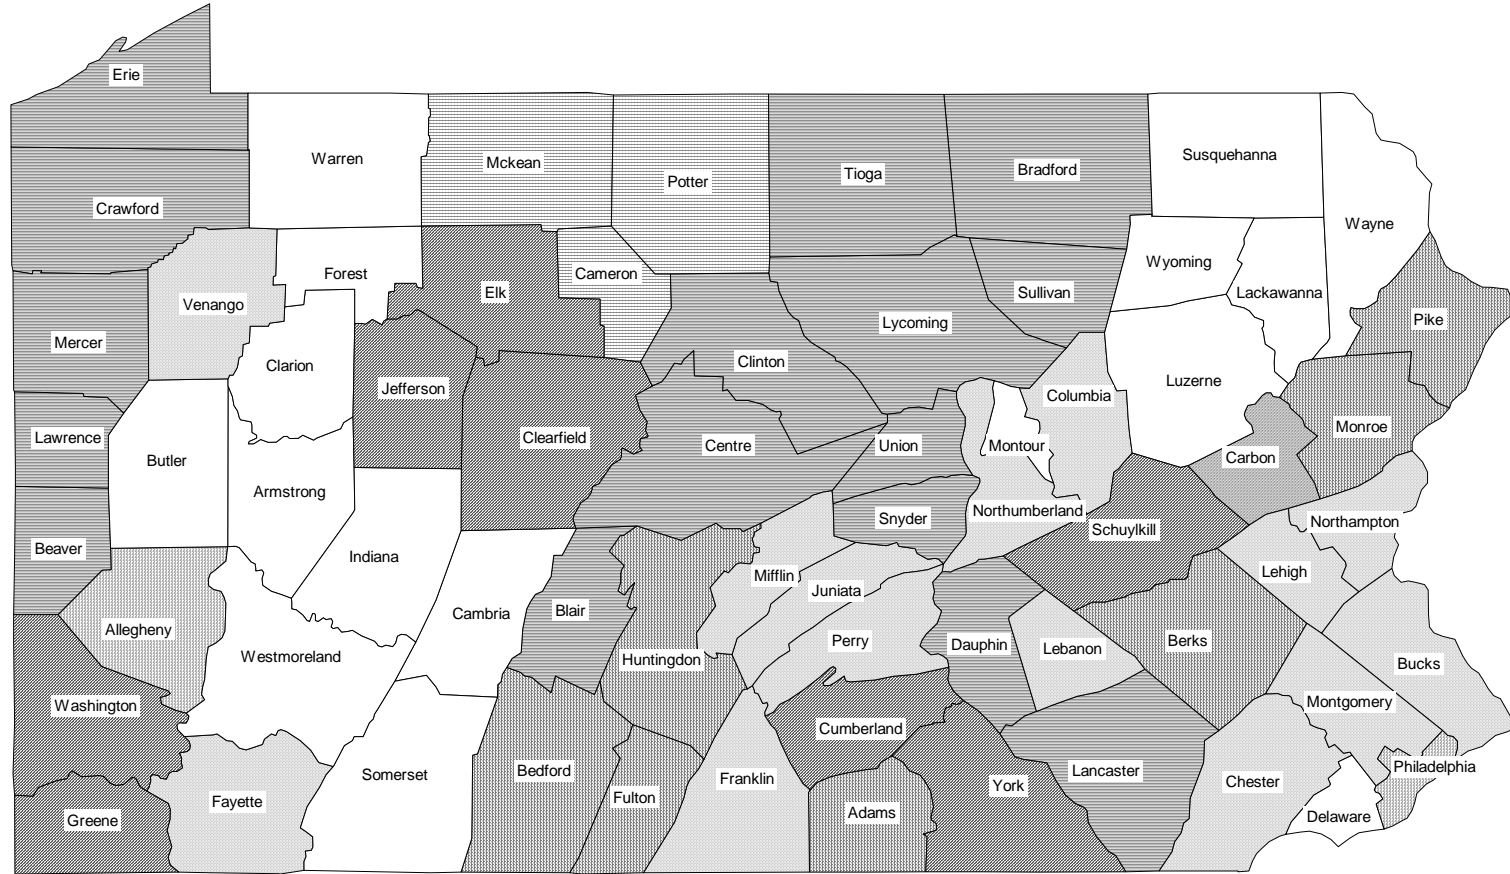 Erie
Warren
Mckean
Potter
Tioga
Bradford
Susquehanna
Crawford
Wayne
Venango
Forest
Elk
Cameron
Sullivan
Wyoming
Lackawanna
Mercer
Lycoming
Pike
Clarion
Jefferson
Clinton
Columbia
Luzerne
Lawrence
Butler
Clearfield
Centre
Union
Montour
Monroe
Carbon
Armstrong
Beaver
Indiana
Snyder
Northumberland
Schuylkill
Northampton
Lehigh
Allegheny
Cambria
Blair
Mifflin
Juniata
Westmoreland
Huntingdon
Perry
Dauphin
Lebanon
Berks
Bucks
Washington
Cumberland
Montgomery
Somerset
Bedford
Fulton
Franklin
Adams
York
Lancaster
Chester
Philadelphia
Greene
Fayette
Delaware